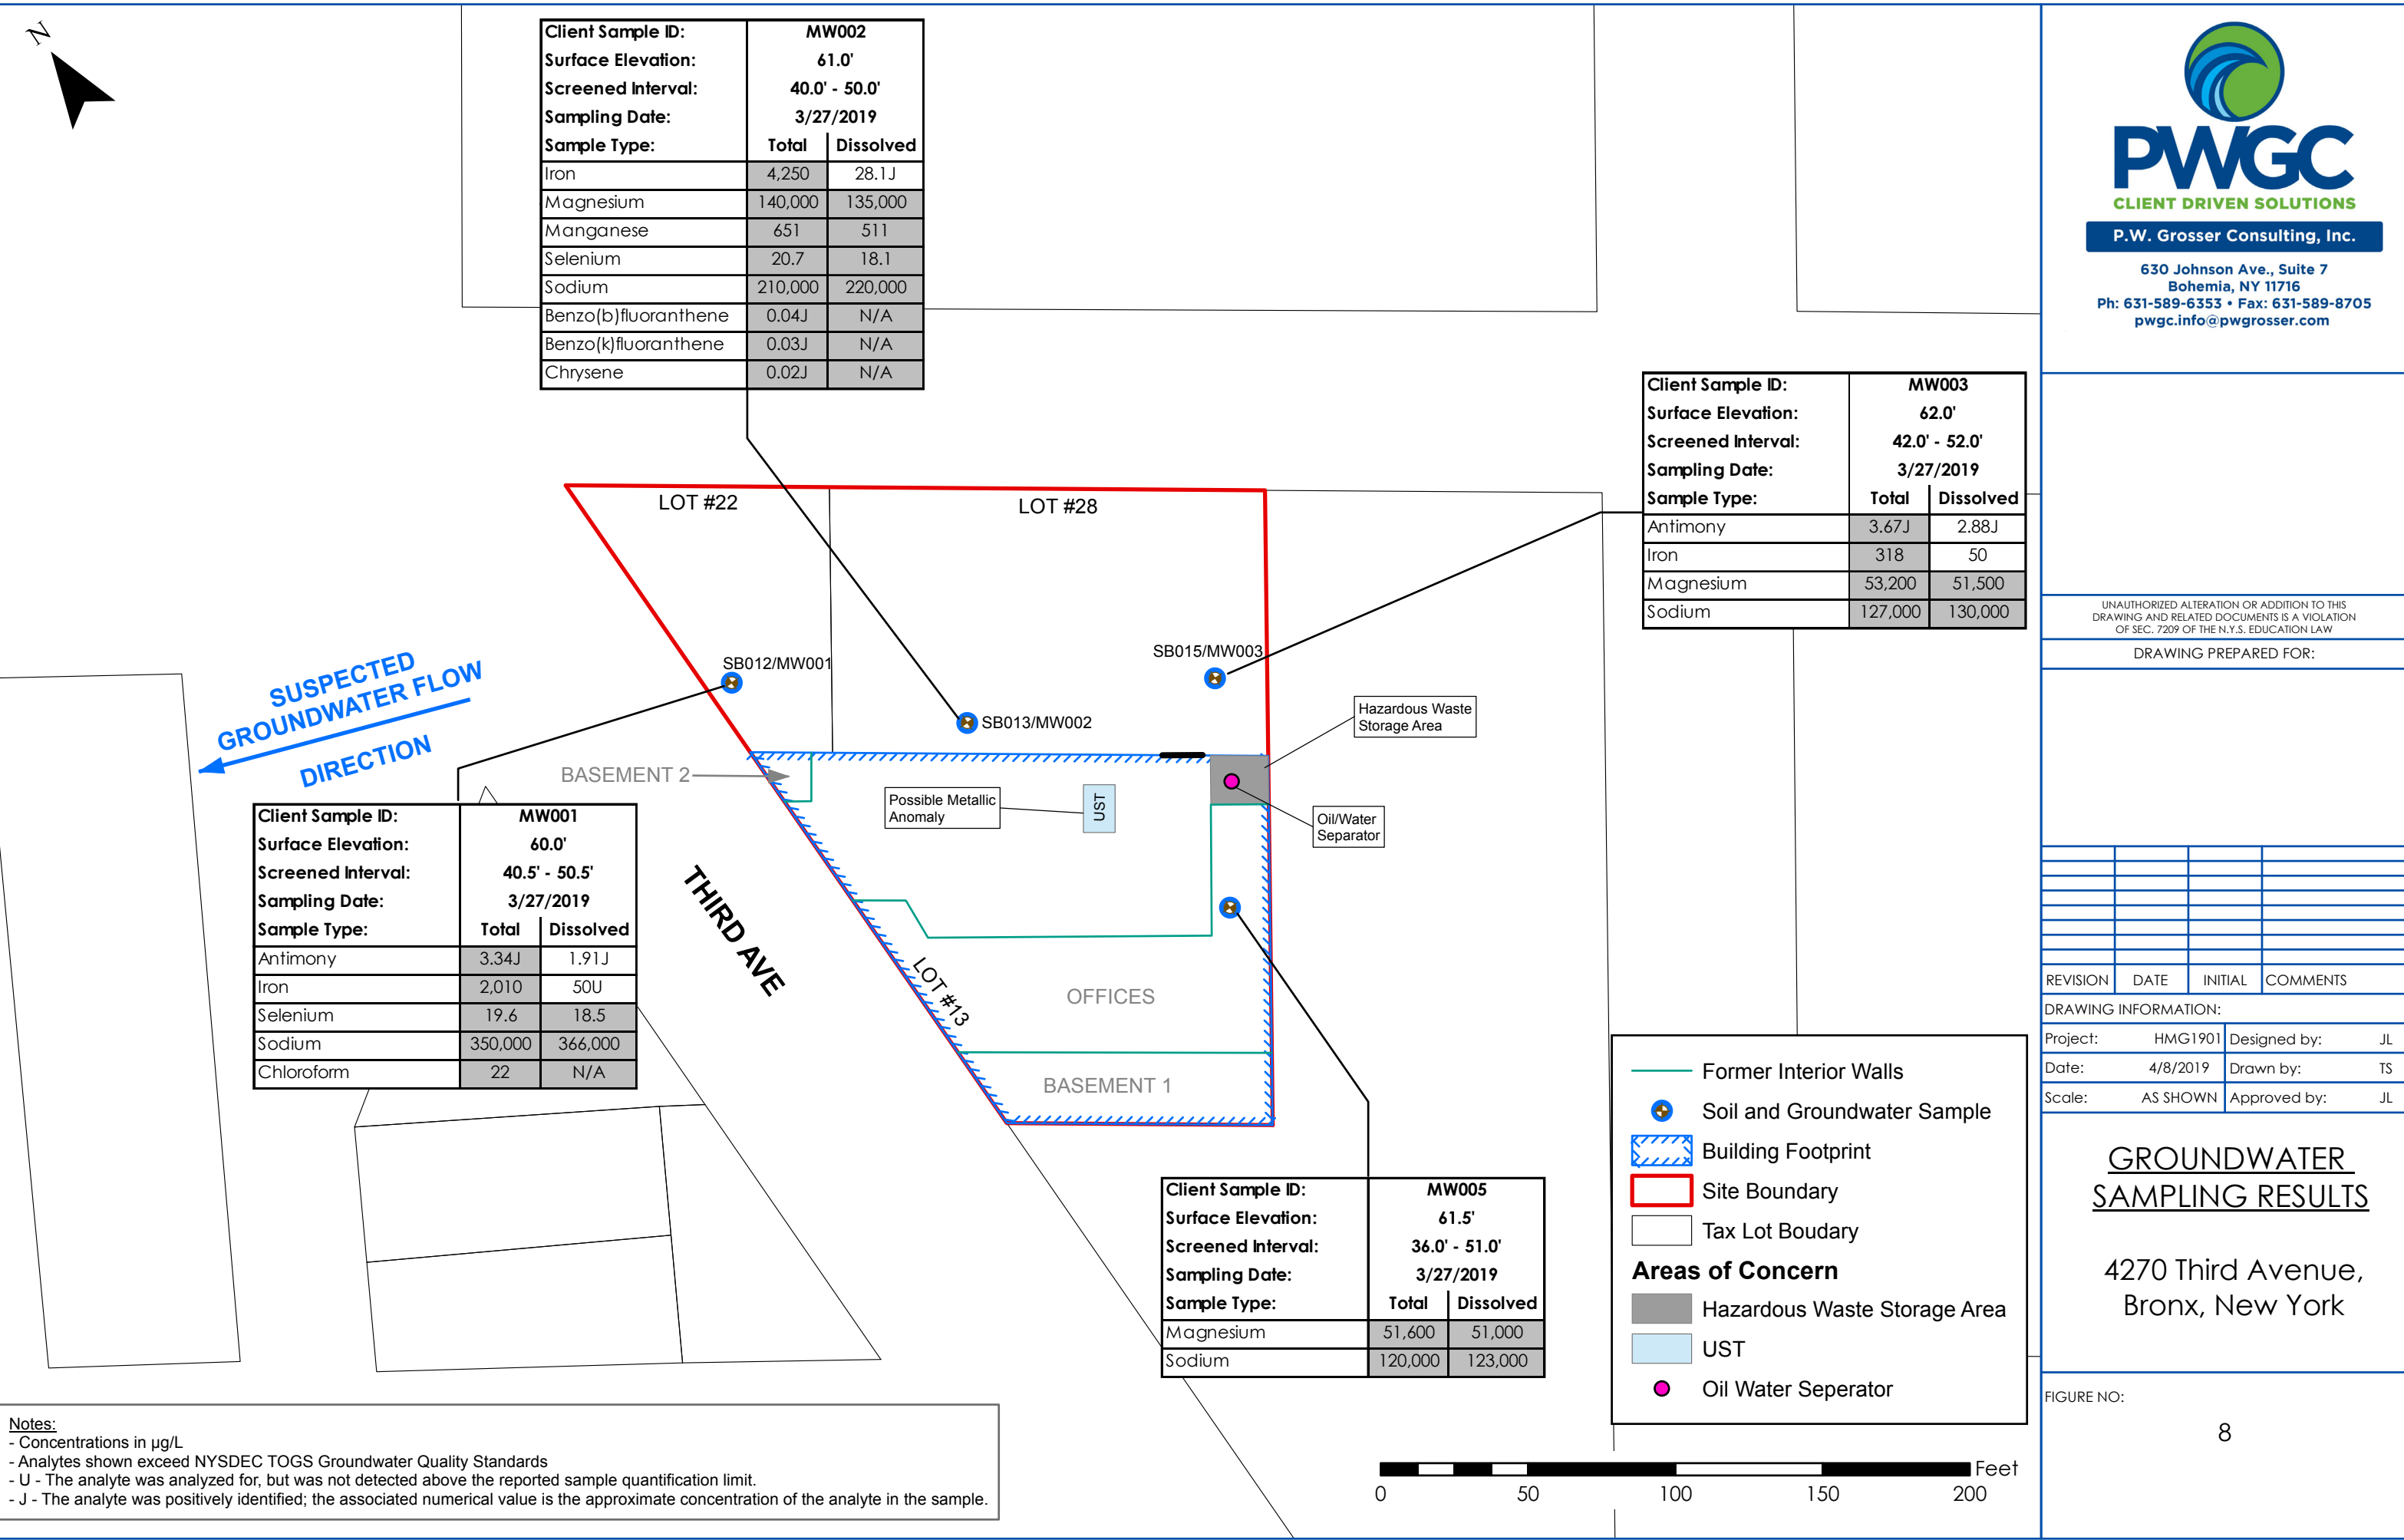 N
Client Sample ID: MW002
Surface Elevation: 61.0'
Screened Interval: 40.0' - 50.0'
Sampling Date: 3/27/2019
Sample Type: Total Dissolved
Iron 4,250 28.1J
Magnesium 140,000 135,000
Manganese 651 511
Selenium 20.7 18.1
Sodium 210,000 220,000
Benzo(b)fluoranthene 0.04J N/A
Benzo(k)fluoranthene 0.03J N/A
Chrysene 0.02J N/A
Client Sample ID: MW003
Surface Elevation: 62.0'
Screened Interval: 42.0' - 52.0'
Sampling Date: 3/27/2019
Sample Type: Total Dissolved
Antimony 3.67J 2.88J
Iron 318 50
Magnesium 53,200 51,500
Sodium 127,000 130,000
LOT #22
LOT #28
SB012/MW001
SB015/MW003
SB013/MW002
SUSPECTED
GROUNDWATER FLOW
DIRECTION
Hazardous Waste
Storage Area
BASEMENT 2
Possible Metallic
Anomaly
UST
Oil/Water
Separator
THIRD AVE
LOT #13
OFFICES
BASEMENT 1
Client Sample ID: MW001
Surface Elevation: 60.0'
Screened Interval: 40.5' - 50.5'
Sampling Date: 3/27/2019
Sample Type: Total Dissolved
Antimony 3.34J 1.91J
Iron 2,010 50U
Selenium 19.6 18.5
Sodium 350,000 366,000
Chloroform 22 N/A
Client Sample ID: MW005
Surface Elevation: 61.5'
Screened Interval: 36.0' - 51.0'
Sampling Date: 3/27/2019
Sample Type: Total Dissolved
Magnesium 51,600 51,000
Sodium 120,000 123,000
Former Interior Walls
Soil and Groundwater Sample
Building Footprint
Site Boundary
Tax Lot Boudary
Areas of Concern
Hazardous Waste Storage Area
UST
Oil Water Seperator
Notes:
- Concentrations in µg/L
- Analytes shown exceed NYSDEC TOGS Groundwater Quality Standards
- U - The analyte was analyzed for, but was not detected above the reported sample quantification limit.
- J - The analyte was positively identified; the associated numerical value is the approximate concentration of the analyte in the sample.
Feet
0 50 100 150 200
PWGC
CLIENT DRIVEN SOLUTIONS
P.W. Grosser Consulting, Inc.
630 Johnson Ave., Suite 7
Bohemia, NY 11716
Ph: 631-589-6353 • Fax: 631-589-8705
pwgc.info@pwgrosser.com
UNAUTHORIZED ALTERATION OR ADDITION TO THIS
DRAWING AND RELATED DOCUMENTS IS A VIOLATION
OF SEC. 7209 OF THE N.Y.S. EDUCATION LAW
DRAWING PREPARED FOR:
REVISION DATE INITIAL COMMENTS
DRAWING INFORMATION:
Project: HMG1901 Designed by: JL
Date: 4/8/2019 Drawn by: TS
Scale: AS SHOWN Approved by: JL
GROUNDWATER
SAMPLING RESULTS
4270 Third Avenue,
Bronx, New York
FIGURE NO:
8